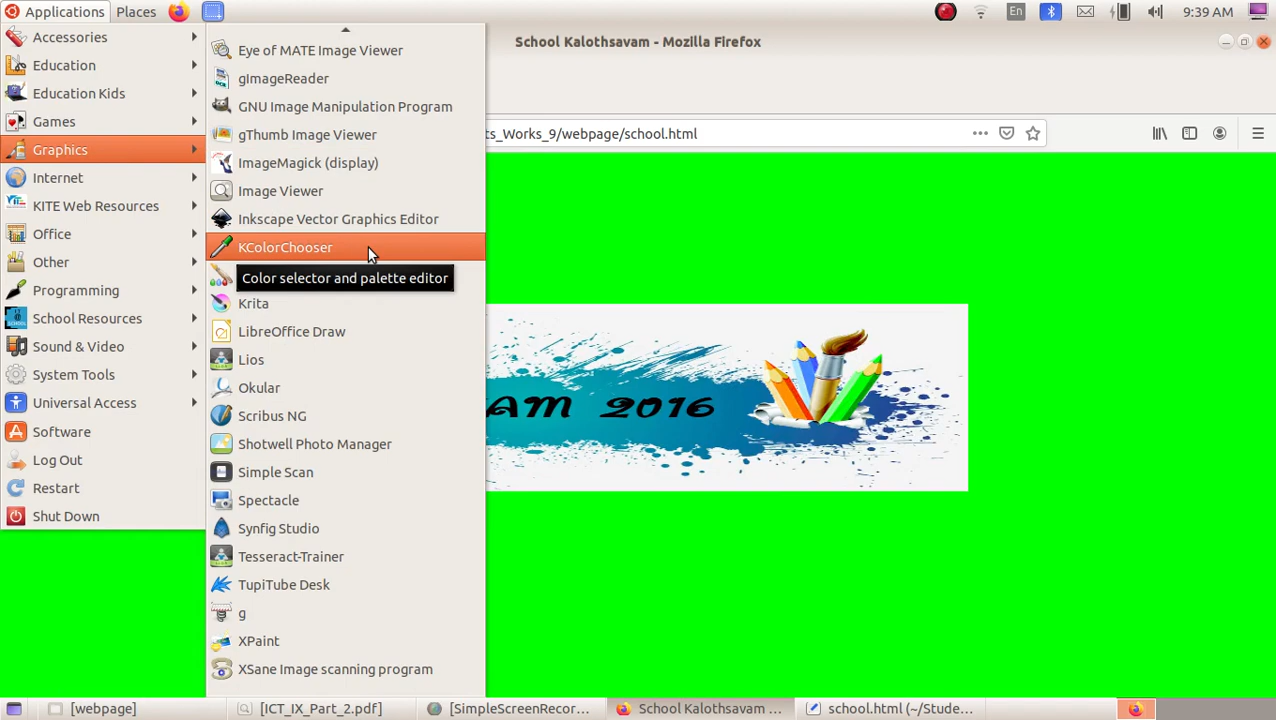 Applications Places En 9:39 AM
School Kalothsavam - Mozilla Firefox
ts_Works_9/webpage/school.html
Accessories
Education
Education Kids
Games
Graphics
Internet
KITE Web Resources
Office
Other
Programming
School Resources
Sound & Video
System Tools
Universal Access
Software
Log Out
Restart
Shut Down
Eye of MATE Image Viewer
gImageReader
GNU Image Manipulation Program
gThumb Image Viewer
ImageMagick (display)
Image Viewer
Inkscape Vector Graphics Editor
KColorChooser
Color selector and palette editor
Krita
LibreOffice Draw
Lios
Okular
Scribus NG
Shotwell Photo Manager
Simple Scan
Spectacle
Synfig Studio
Tesseract-Trainer
TupiTube Desk
g
XPaint
XSane Image scanning program
AM 2016
[webpage] [ICT_IX_Part_2.pdf] [SimpleScreenRecor... School Kalothsavam ... school.html (~/Stude...